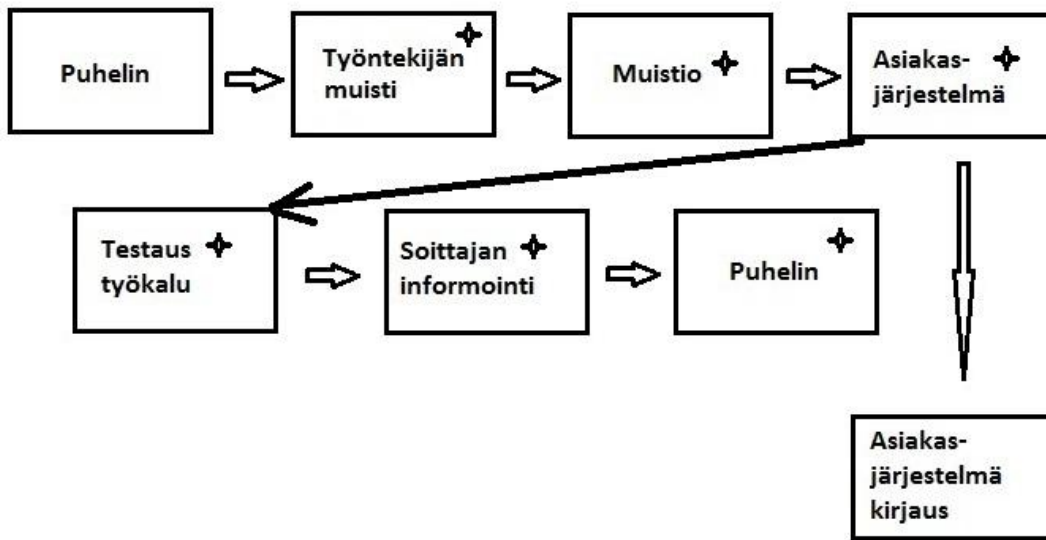 Puhelin
Työntekijän
muisti
Muistio
Asiakas-
järjestelmä
Testaus
työkalu
Soittajan
informointi
Puhelin
Asiakas-
järjestelmä
kirjaus